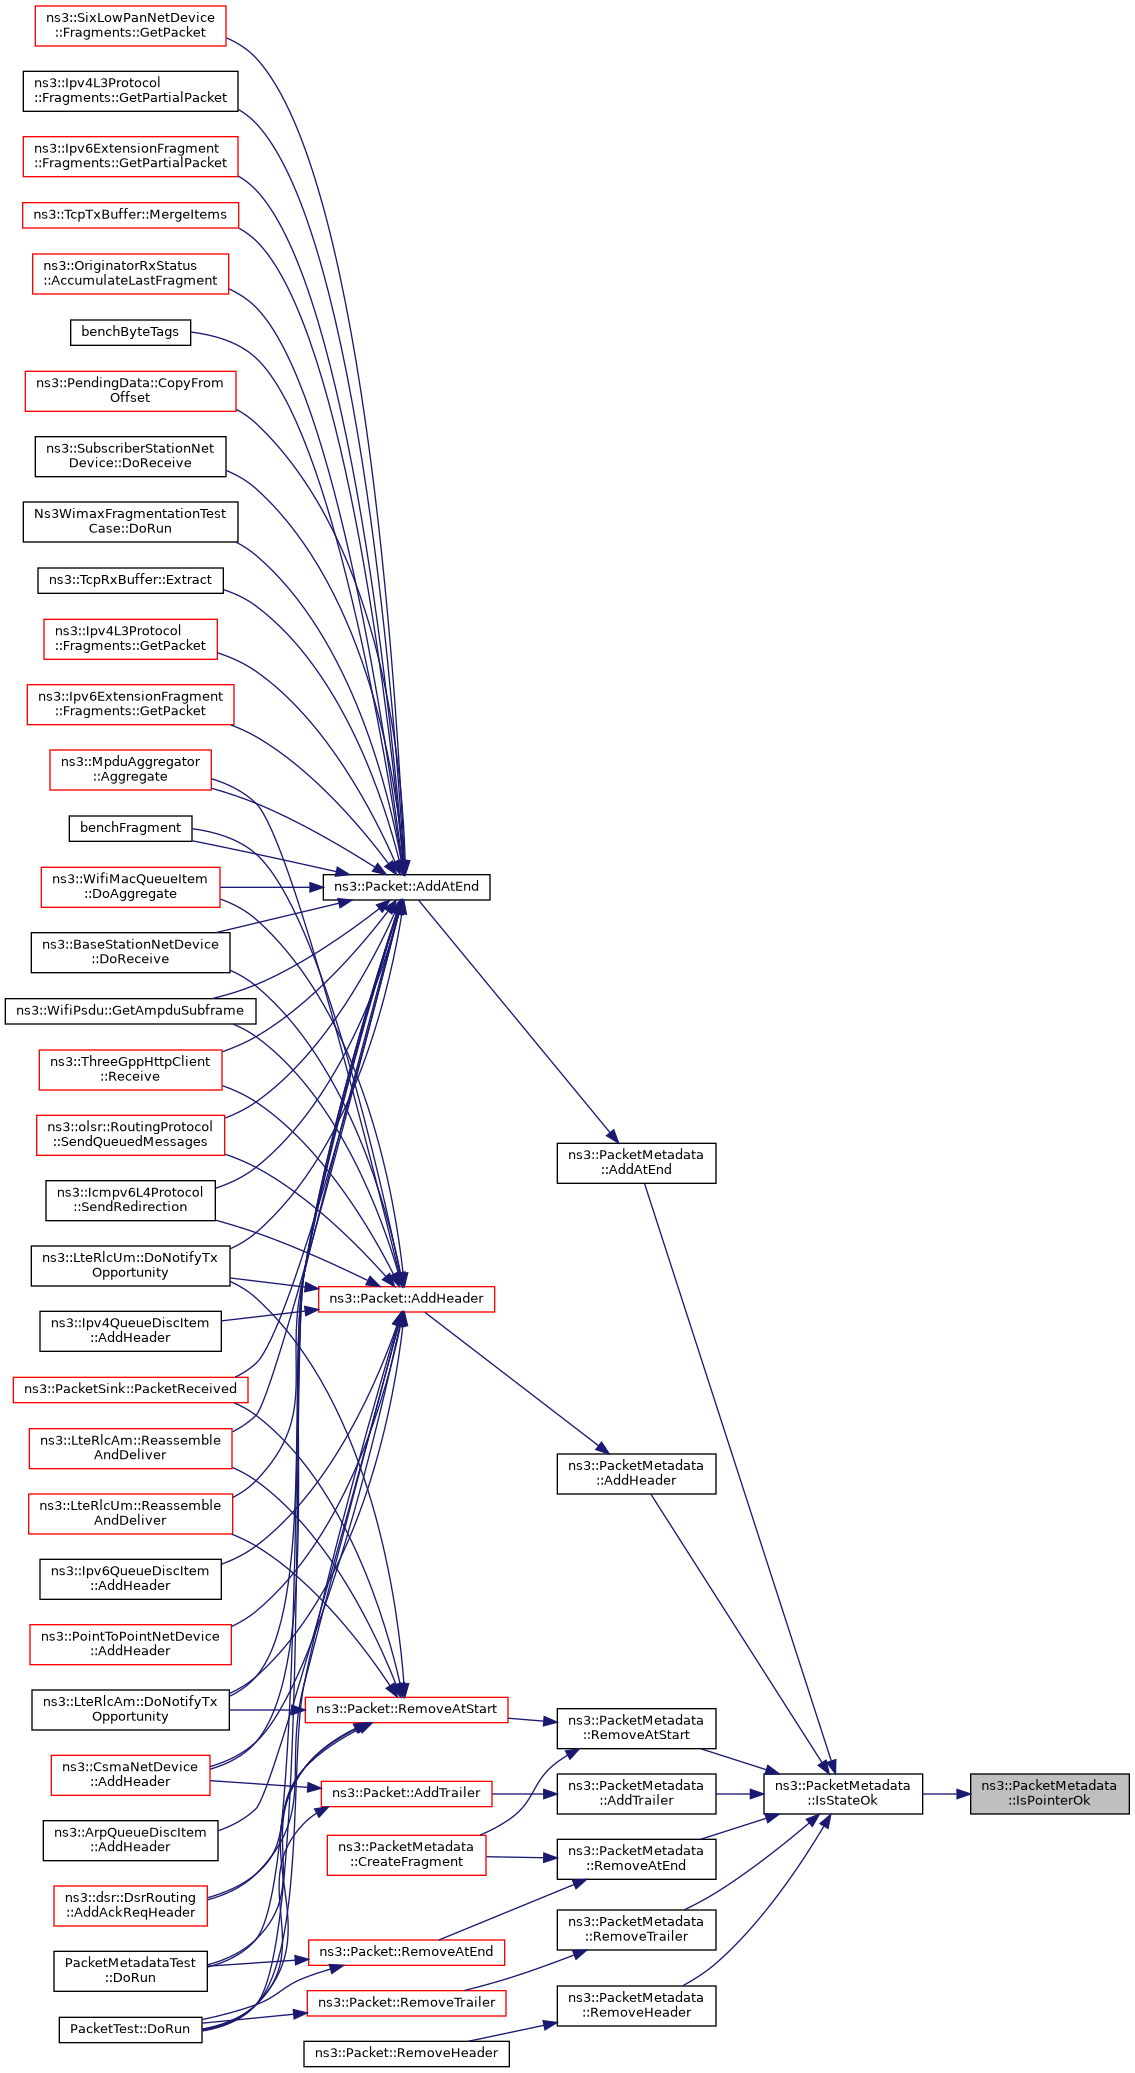 ns3::SixLowPanNetDevice
::Fragments::GetPacket
ns3::Ipv4L3Protocol
::Fragments::GetPartialPacket
ns3::Ipv6ExtensionFragment
::Fragments::GetPartialPacket
ns3::TcpTxBuffer::MergeItems
ns3::OriginatorRxStatus
::AccumulateLastFragment
benchByteTags
ns3::PendingData::CopyFrom
Offset
ns3::SubscriberStationNet
Device::DoReceive
Ns3WimaxFragmentationTest
Case::DoRun
ns3::TcpRxBuffer::Extract
ns3::Ipv4L3Protocol
::Fragments::GetPacket
ns3::Ipv6ExtensionFragment
::Fragments::GetPacket
ns3::MpduAggregator
::Aggregate
benchFragment
ns3::WifiMacQueueItem
::DoAggregate
ns3::BaseStationNetDevice
::DoReceive
ns3::WifiPsdu::GetAmpduSubframe
ns3::ThreeGppHttpClient
::Receive
ns3::olsr::RoutingProtocol
::SendQueuedMessages
ns3::Icmpv6L4Protocol
::SendRedirection
ns3::LteRlcUm::DoNotifyTx
Opportunity
ns3::Ipv4QueueDiscItem
::AddHeader
ns3::PacketSink::PacketReceived
ns3::LteRlcAm::Reassemble
AndDeliver
ns3::LteRlcUm::Reassemble
AndDeliver
ns3::Ipv6QueueDiscItem
::AddHeader
ns3::PointToPointNetDevice
::AddHeader
ns3::LteRlcAm::DoNotifyTx
Opportunity
ns3::CsmaNetDevice
::AddHeader
ns3::ArpQueueDiscItem
::AddHeader
ns3::dsr::DsrRouting
::AddAckReqHeader
PacketMetadataTest
::DoRun
PacketTest::DoRun
ns3::Packet::AddAtEnd
ns3::Packet::AddHeader
ns3::Packet::RemoveAtStart
ns3::Packet::AddTrailer
ns3::PacketMetadata
::CreateFragment
ns3::Packet::RemoveAtEnd
ns3::Packet::RemoveTrailer
ns3::Packet::RemoveHeader
ns3::PacketMetadata
::AddAtEnd
ns3::PacketMetadata
::AddHeader
ns3::PacketMetadata
::RemoveAtStart
ns3::PacketMetadata
::AddTrailer
ns3::PacketMetadata
::RemoveAtEnd
ns3::PacketMetadata
::RemoveTrailer
ns3::PacketMetadata
::RemoveHeader
ns3::PacketMetadata
::IsStateOk
ns3::PacketMetadata
::IsPointerOk